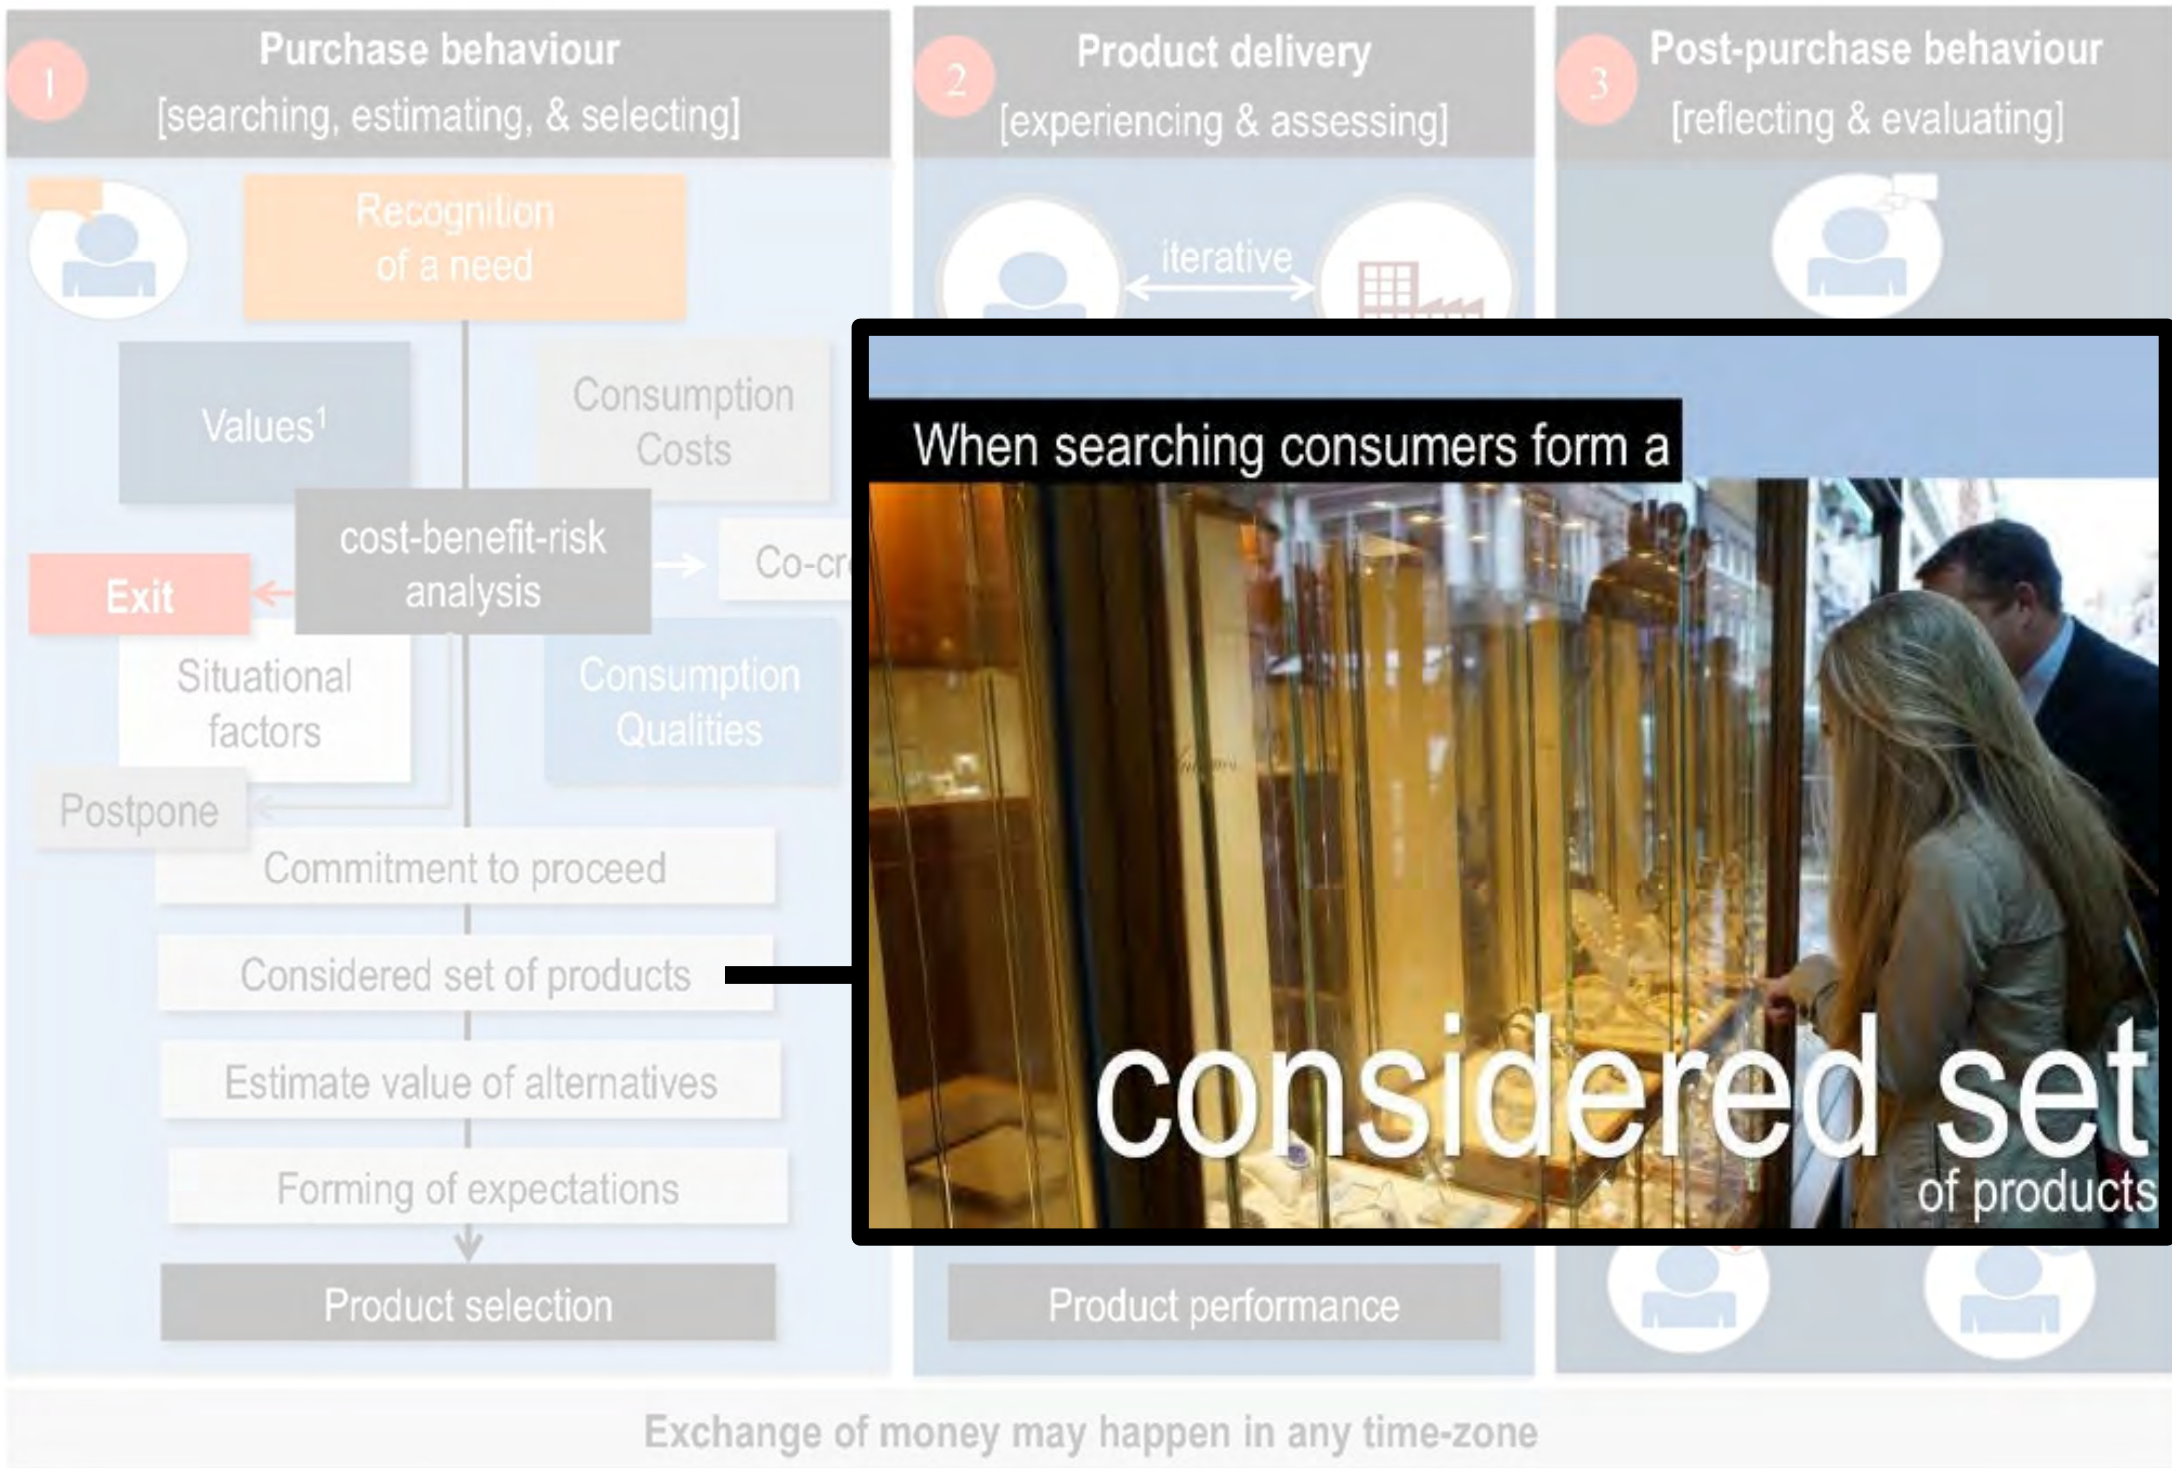 1
Purchase behaviour
[searching, estimating, & selecting]
Recognition
of a need
Values1
Consumption
Costs
cost-benefit-risk
analysis
Exit
Co-cr
Situational
factors
Consumption
Qualities
Postpone
Commitment to proceed
Considered set of products
Estimate value of alternatives
Forming of expectations
Product selection
2
Product delivery
[experiencing & assessing]
iterative
Product performance
3
Post-purchase behaviour
[reflecting & evaluating]
When searching consumers form a
considered set
of products
Exchange of money may happen in any time-zone